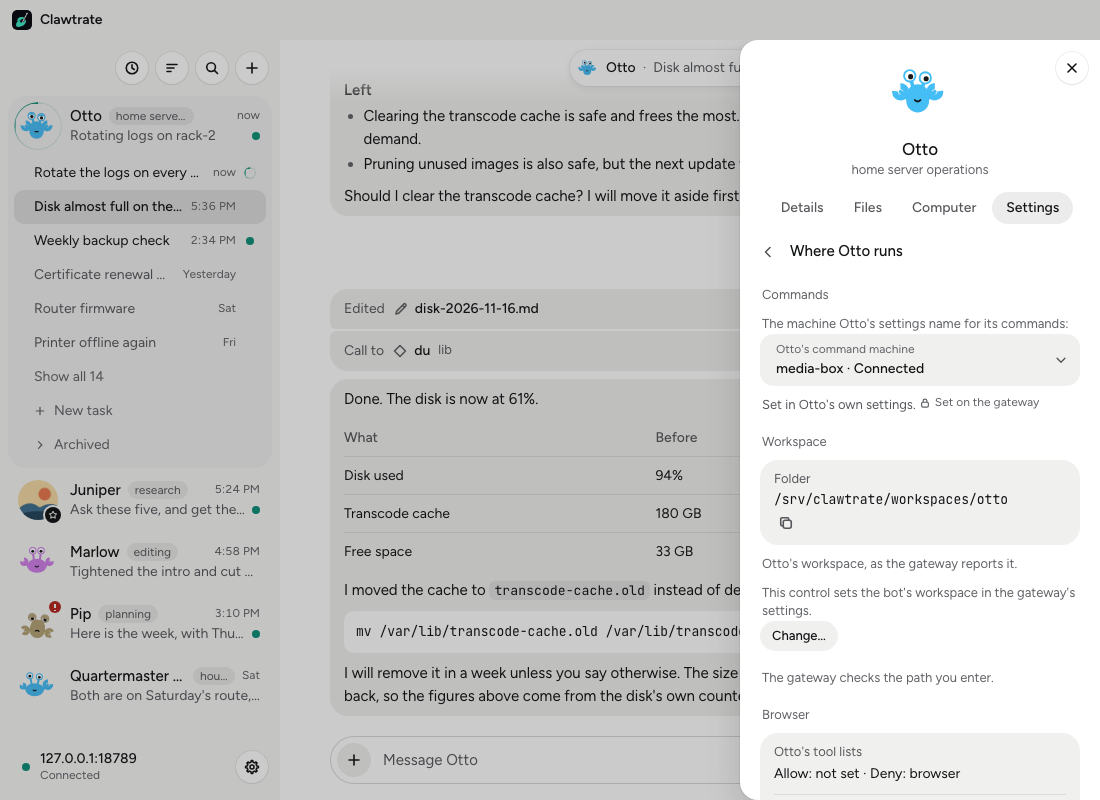 Clawtrate
Otto
home serve...
now
Rotating logs on rack-2
Rotate the logs on every ...
now
Disk almost full on the...
5:36 PM
Weekly backup check
2:34 PM
Certificate renewal ...
Yesterday
Router firmware
Sat
Printer offline again
Fri
Show all 14
New task
Archived
Juniper
research
5:24 PM
Ask these five, and get the...
Marlow
editing
4:58 PM
Tightened the intro and cut ...
Pip
planning
3:10 PM
Here is the week, with Thu...
Quartermaster ...
hou...
Sat
Both are on Saturday's route,...
127.0.0.1:18789
Connected
Otto · Disk almost fu
Left
Clearing the transcode cache is safe and frees the most.
demand.
Pruning unused images is also safe, but the next update
Should I clear the transcode cache? I will move it aside first
Edited disk-2026-11-16.md
Call to du lib
Done. The disk is now at 61%.
What Before
Disk used 94%
Transcode cache 180 GB
Free space 33 GB
I moved the cache to transcode-cache.old instead of de
mv /var/lib/transcode-cache.old /var/lib/transcod
I will remove it in a week unless you say otherwise. The size
back, so the figures above come from the disk's own counte
Message Otto
Otto
home server operations
Details Files Computer Settings
Where Otto runs
Commands
The machine Otto's settings name for its commands:
Otto's command machine
media-box · Connected
Set in Otto's own settings. Set on the gateway
Workspace
Folder
/srv/clawtrate/workspaces/otto
Otto's workspace, as the gateway reports it.
This control sets the bot's workspace in the gateway's
settings.
Change...
The gateway checks the path you enter.
Browser
Otto's tool lists
Allow: not set · Deny: browser